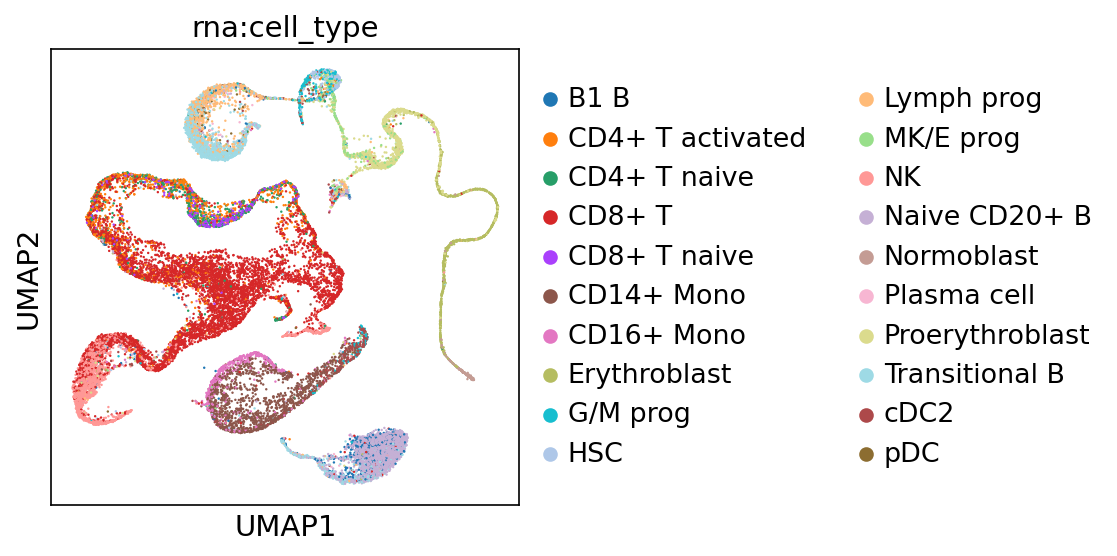 rna:cell_type
UMAP2
UMAP1
B1 B
CD4+ T activated
CD4+ T naive
CD8+ T
CD8+ T naive
CD14+ Mono
CD16+ Mono
Erythroblast
G/M prog
HSC
Lymph prog
MK/E prog
NK
Naive CD20+ B
Normoblast
Plasma cell
Proerythroblast
Transitional B
cDC2
pDC